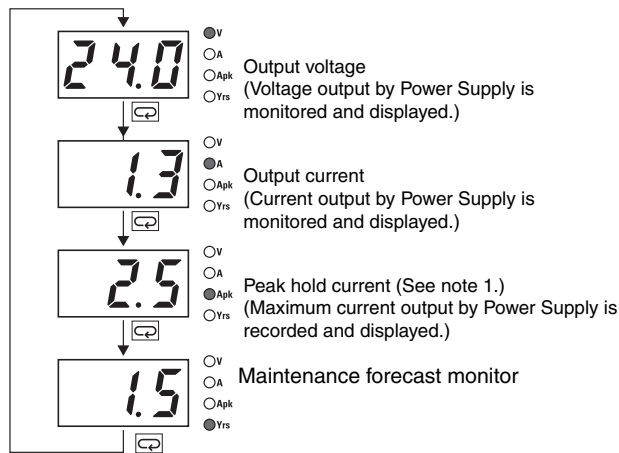 24.0
V
A
Apk
Yrs
Output voltage
(Voltage output by Power Supply is
monitored and displayed.)
1.3
V
A
Apk
Yrs
Output current
(Current output by Power Supply is
monitored and displayed.)
2.5
V
A
Apk
Yrs
Peak hold current (See note 1.)
(Maximum current output by Power Supply is
recorded and displayed.)
1.5
V
A
Apk
Yrs
Maintenance forecast monitor